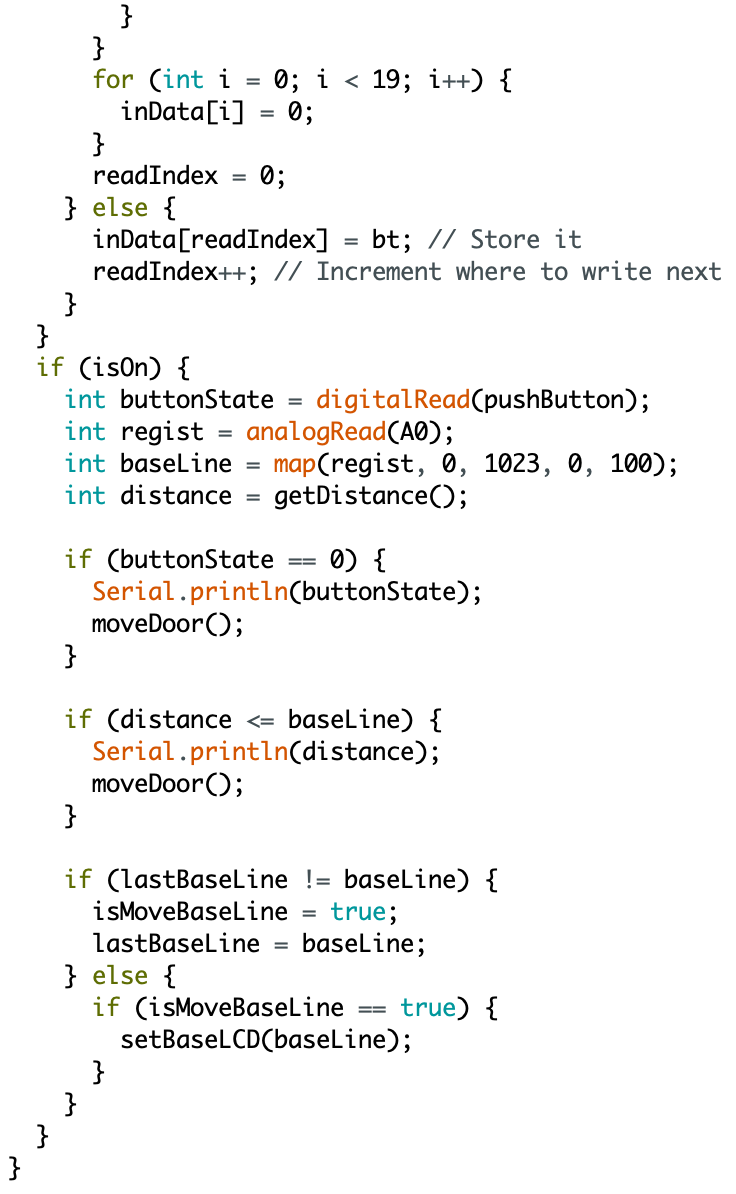 }
      }
      for (int i = 0; i < 19; i++) {
        inData[i] = 0;
      }
      readIndex = 0;
    } else {
      inData[readIndex] = bt; // Store it
      readIndex++; // Increment where to write next
    }
  }
  if (isOn) {
    int buttonState = digitalRead(pushButton);
    int regist = analogRead(A0);
    int baseLine = map(regist, 0, 1023, 0, 100);
    int distance = getDistance();

    if (buttonState == 0) {
      Serial.println(buttonState);
      moveDoor();
    }

    if (distance <= baseLine) {
      Serial.println(distance);
      moveDoor();
    }

    if (lastBaseLine != baseLine) {
      isMoveBaseLine = true;
      lastBaseLine = baseLine;
    } else {
      if (isMoveBaseLine == true) {
        setBaseLCD(baseLine);
      }
    }
  }
}